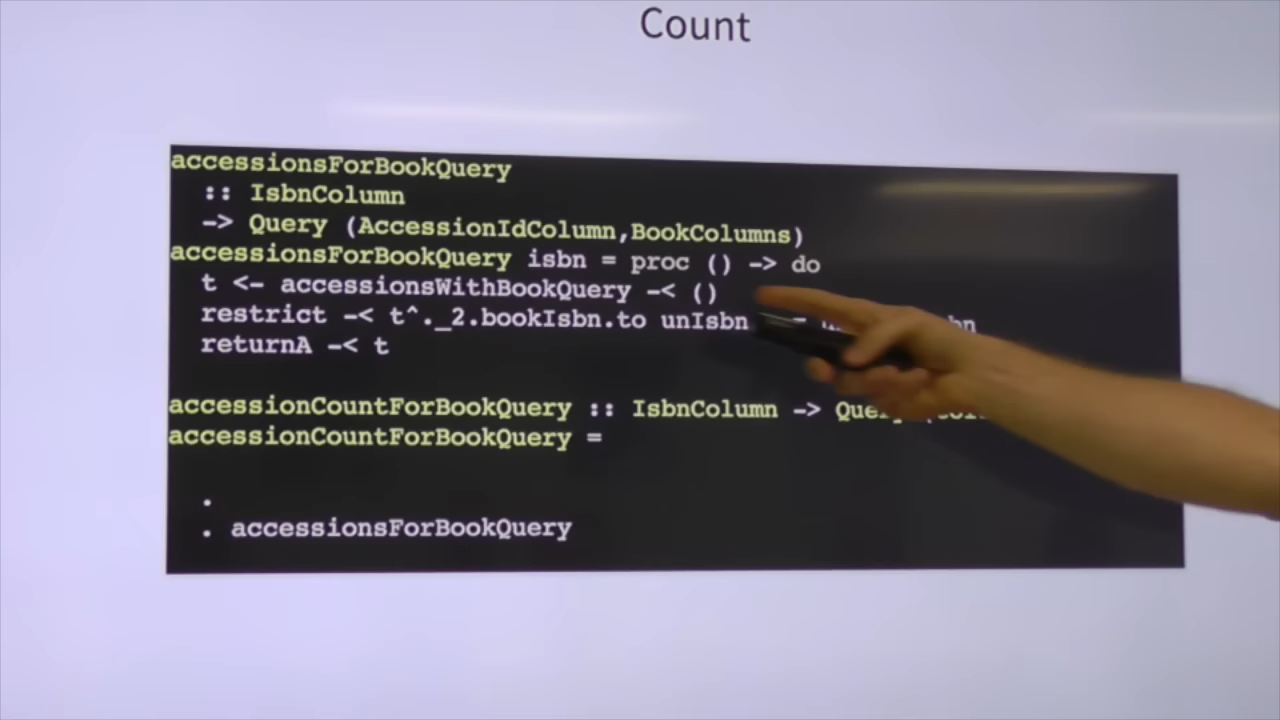 Count
accessionsForBookQuery
:: IsbnColumn
-> Query (AccessionIdColumn,BookColumns)
accessionsForBookQuery isbn = proc () -> do
t <- accessionsWithBookQuery -< ()
restrict -< t^._2.bookIsbn.to unIsbn
returnA -< t
accessionCountForBookQuery :: IsbnColumn ->
accessionCountForBookQuery =
.
. accessionsForBookQuery